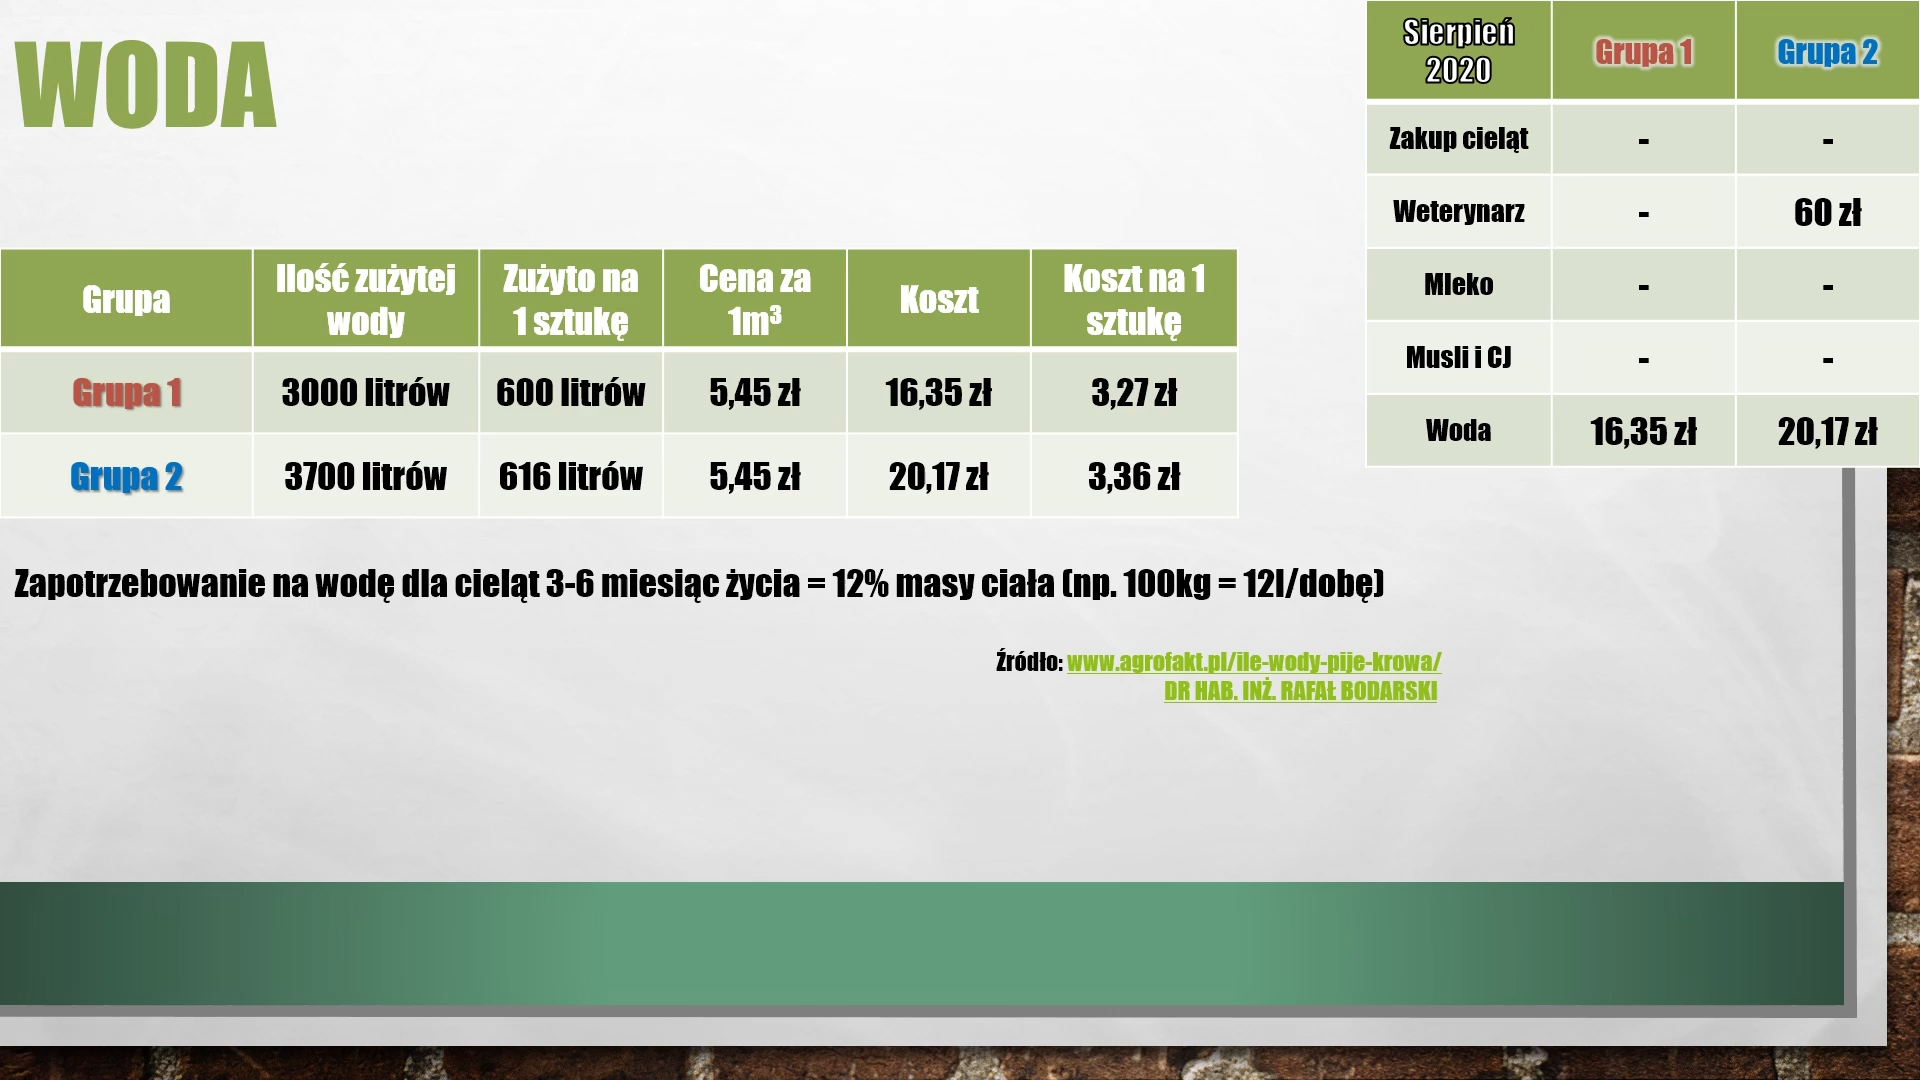 WODA
Sierpień
2020
Grupa 1
Grupa 2
Zakup cieląt
-
-
Weterynarz
-
60 zł
Mleko
-
-
Musli i CJ
-
-
Woda
16,35 zł
20,17 zł
Grupa
Ilość zużytej
wody
Zużyto na
1 sztukę
Cena za
1m³
Koszt
Koszt na 1
sztukę
Grupa 1
3000 litrów
600 litrów
5,45 zł
16,35 zł
3,27 zł
Grupa 2
3700 litrów
616 litrów
5,45 zł
20,17 zł
3,36 zł
Zapotrzebowanie na wodę dla cieląt 3-6 miesiąc życia = 12% masy ciała (np. 100kg = 12l/dobę)
Źródło: www.agrofakt.pl/ile-wody-pije-krowa/
DR HAB. INŻ. RAFAŁ BODARSKI